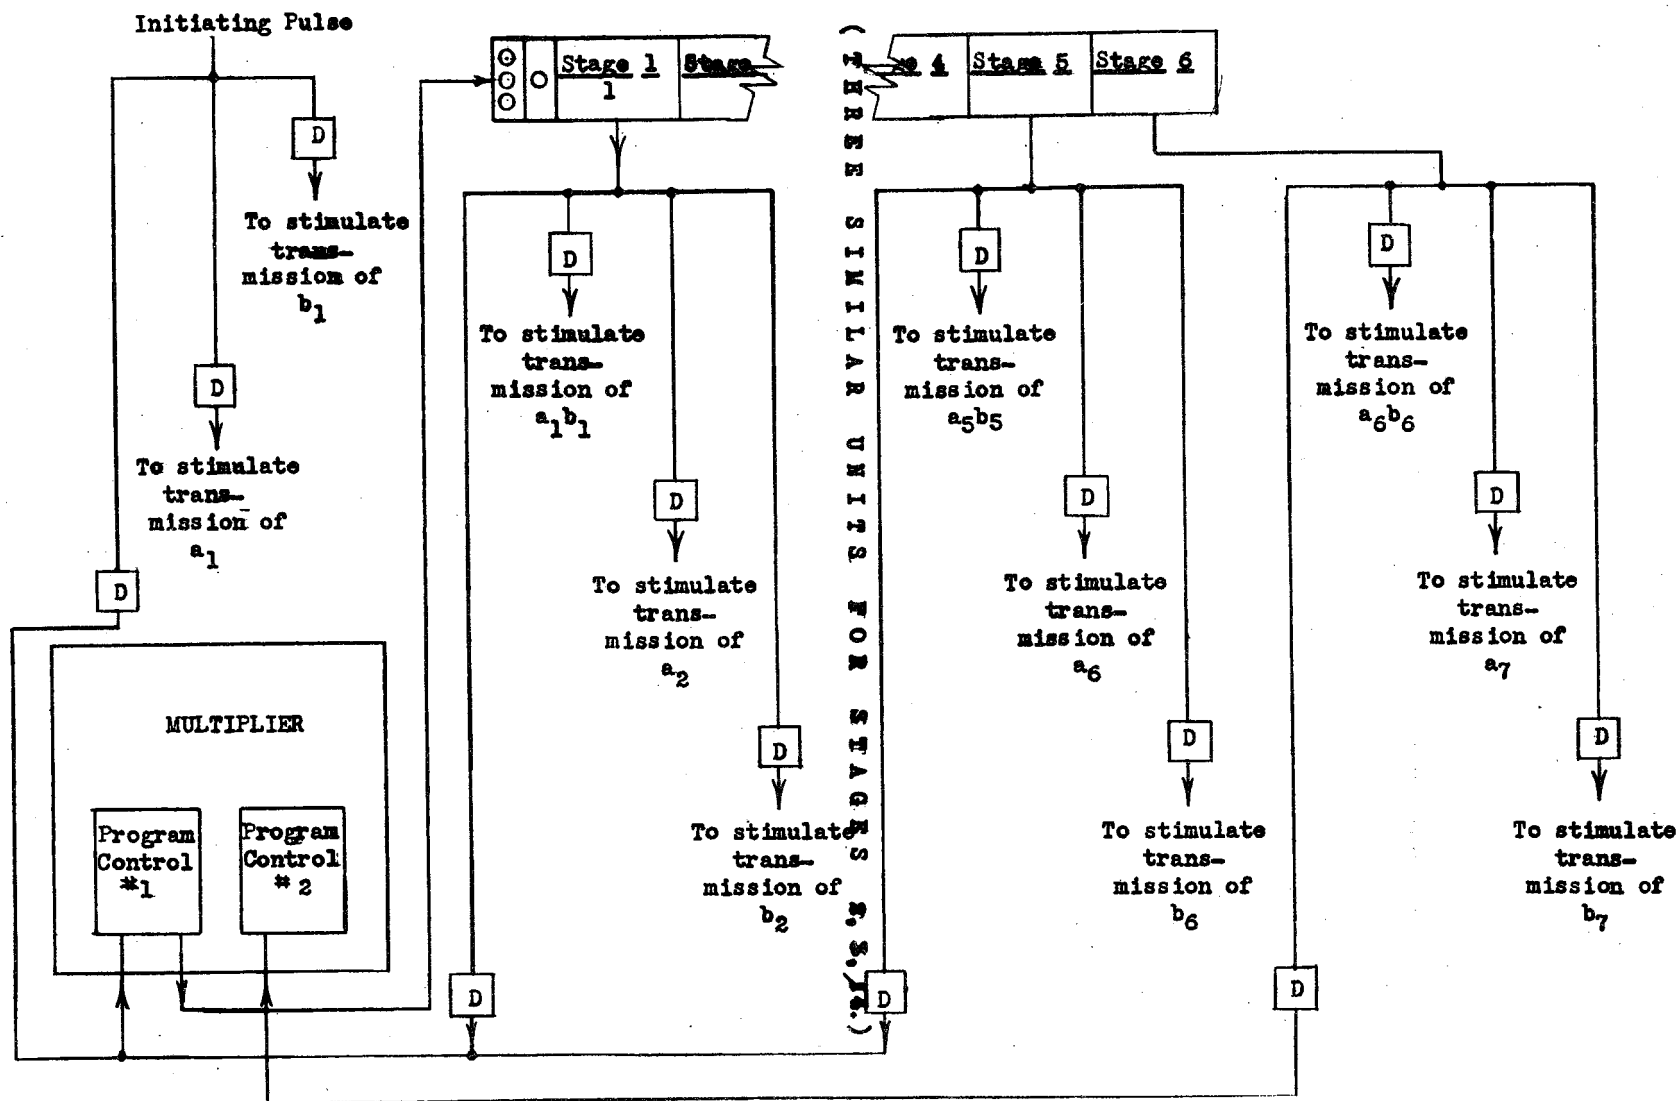 Initiating Pulse
Stage 1
1
Stage
4
Stage 5
Stage 6
D
To stimulate
trans-
mission of
b1
D
To stimulate
trans-
mission of
a1
D
D
To stimulate
trans-
mission of
a1b1
D
To stimulate
trans-
mission of
a2
D
To stimulate
trans-
mission of
b2
D
(THREE SIMILAR UNITS FOR STAGES 2, 3, 4.)
D
To stimulate
trans-
mission of
a5b5
D
To stimulate
trans-
mission of
a6
D
To stimulate
trans-
mission of
b6
D
D
To stimulate
trans-
mission of
a6b6
D
To stimulate
trans-
mission of
a7
D
To stimulate
trans-
mission of
b7
D
MULTIPLIER
Program
Control
#1
Program
Control
# 2